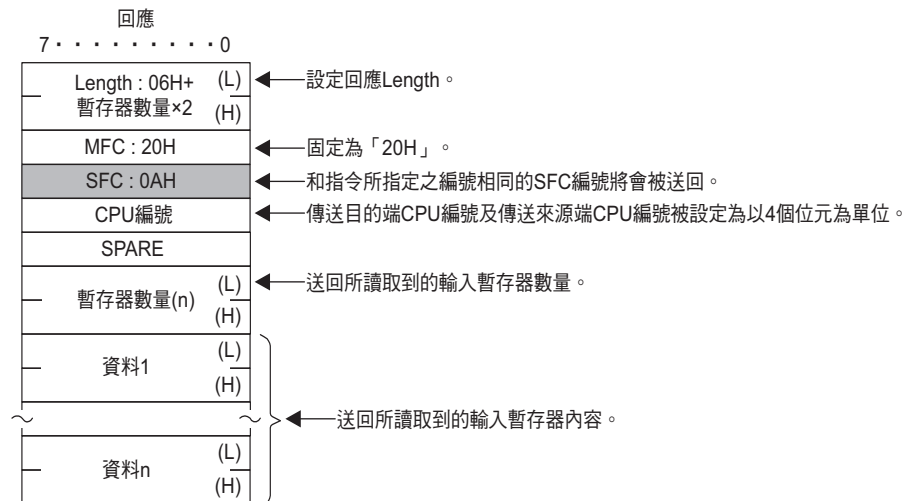 回應
7・・・・・・・・・0
Length : 06H+ (L)
暫存器數量×2 (H)
設定回應Length。
MFC : 20H
固定為「20H」。
SFC : 0AH
和指令所指定之編號相同的SFC編號將會被送回。
CPU編號
傳送目的端CPU編號及傳送來源端CPU編號被設定為以4個位元為單位。
SPARE
暫存器數量(n) (L)
(H)
送回所讀取到的輸入暫存器數量。
資料1 (L)
(H)
送回所讀取到的輸入暫存器內容。
資料n (L)
(H)